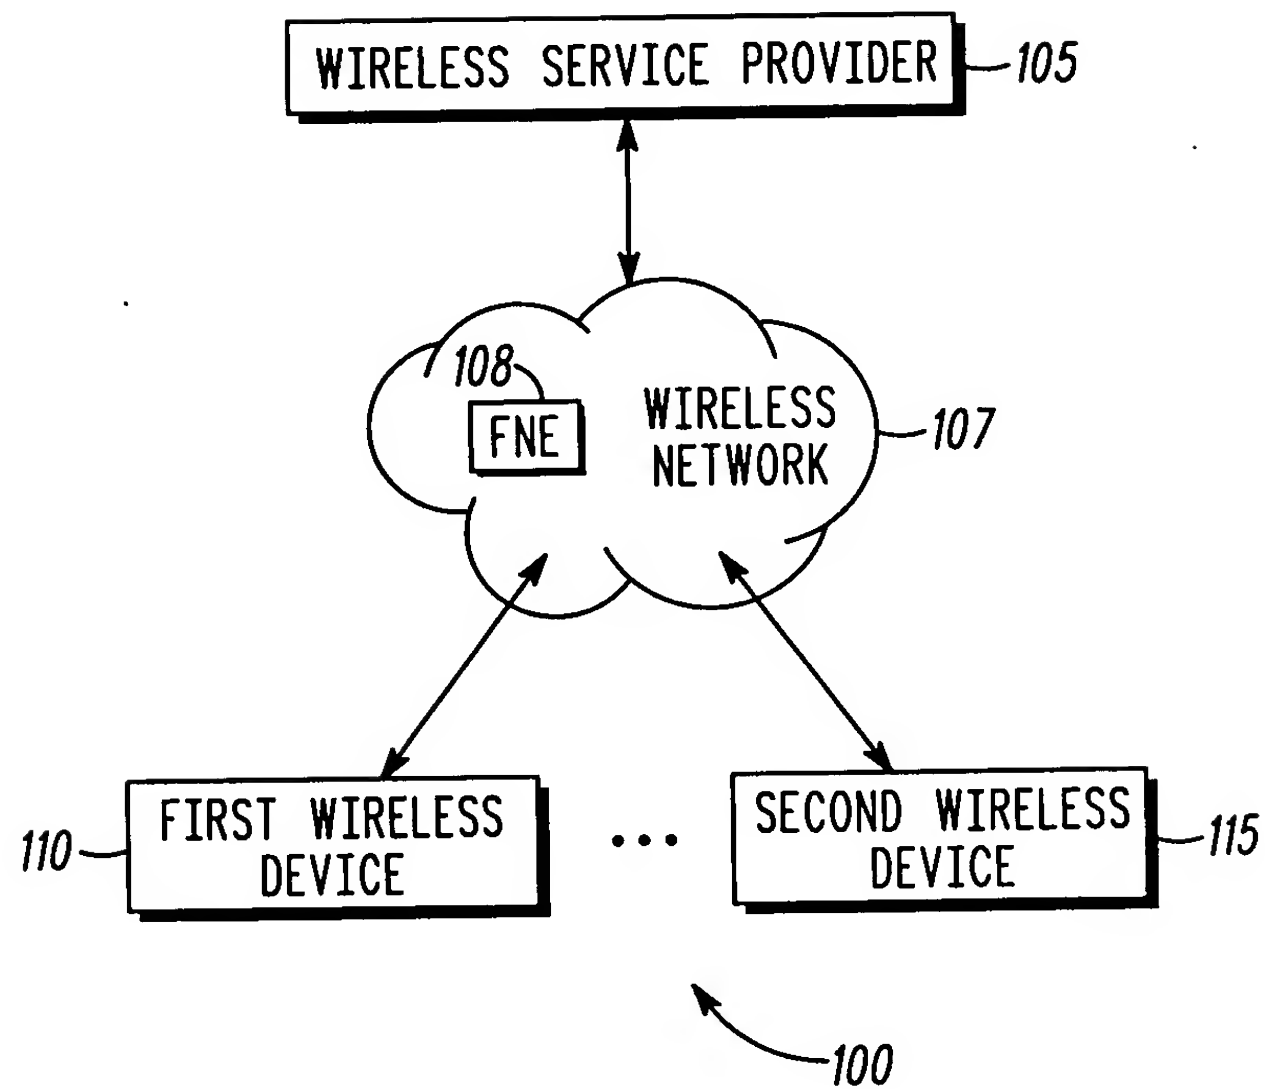 WIRELESS SERVICE PROVIDER
105
108
FNE
WIRELESS
NETWORK
107
FIRST WIRELESS
DEVICE
110
...
SECOND WIRELESS
DEVICE
115
100